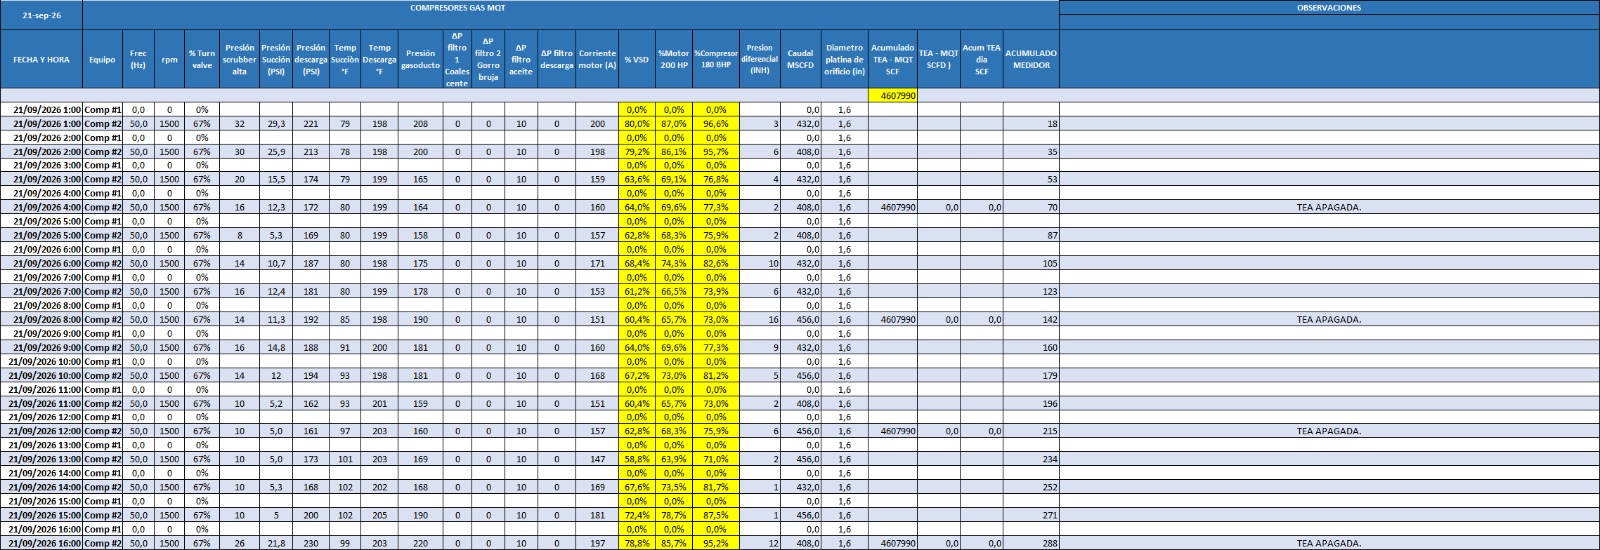 21-sep-26 COMPRESORES GAS MQT OBSERVACIONES
FECHA Y HORA Equipo Frec (Hz) rpm % Turn valve Presión scrubber alta Presión Succión (PSI) Presión descarga (PSI) Temp Succión °F Temp Descarga °F Presión gasoducto ΔP filtro 1 Coalescente ΔP filtro 2 Gorro bruja ΔP filtro aceite ΔP filtro descarga Corriente motor (A) % VSD %Motor 200 HP %Compresor 180 BHP Presion diferencial (INH) Caudal MSCFD Diametro platina de orificio (in) Acumulado TEA - MQT SCF TEA - MQT SCFD ) Acum TEA dia SCF ACUMULADO MEDIDOR
4607990
21/09/2026 1:00 Comp #1 0,0 0 0% 0,0% 0,0% 0,0% 0,0 1,6
21/09/2026 1:00 Comp #2 50,0 1500 67% 32 29,3 221 79 198 208 0 0 10 0 200 80,0% 87,0% 96,6% 3 432,0 1,6 18
21/09/2026 2:00 Comp #1 0,0 0 0% 0,0% 0,0% 0,0% 0,0 1,6
21/09/2026 2:00 Comp #2 50,0 1500 67% 30 25,9 213 78 198 200 0 0 10 0 198 79,2% 86,1% 95,7% 6 408,0 1,6 35
21/09/2026 3:00 Comp #1 0,0 0 0% 0,0% 0,0% 0,0% 0,0 1,6
21/09/2026 3:00 Comp #2 50,0 1500 67% 20 15,5 174 79 199 165 0 0 10 0 159 63,6% 69,1% 76,8% 4 432,0 1,6 53
21/09/2026 4:00 Comp #1 0,0 0 0% 0,0% 0,0% 0,0% 0,0 1,6
21/09/2026 4:00 Comp #2 50,0 1500 67% 16 12,3 172 80 199 164 0 0 10 0 160 64,0% 69,6% 77,3% 2 408,0 1,6 4607990 0,0 0,0 70 TEA APAGADA.
21/09/2026 5:00 Comp #1 0,0 0 0% 0,0% 0,0% 0,0% 0,0 1,6
21/09/2026 5:00 Comp #2 50,0 1500 67% 8 5,3 169 80 199 158 0 0 10 0 157 62,8% 68,3% 75,9% 2 408,0 1,6 87
21/09/2026 6:00 Comp #1 0,0 0 0% 0,0% 0,0% 0,0% 0,0 1,6
21/09/2026 6:00 Comp #2 50,0 1500 67% 14 10,7 187 80 198 175 0 0 10 0 171 68,4% 74,3% 82,6% 10 432,0 1,6 105
21/09/2026 7:00 Comp #1 0,0 0 0% 0,0% 0,0% 0,0% 0,0 1,6
21/09/2026 7:00 Comp #2 50,0 1500 67% 16 12,4 181 80 199 178 0 0 10 0 153 61,2% 66,5% 73,9% 6 432,0 1,6 123
21/09/2026 8:00 Comp #1 0,0 0 0% 0,0% 0,0% 0,0% 0,0 1,6
21/09/2026 8:00 Comp #2 50,0 1500 67% 14 11,3 192 85 198 190 0 0 10 0 151 60,4% 65,7% 73,0% 16 456,0 1,6 4607990 0,0 0,0 142 TEA APAGADA.
21/09/2026 9:00 Comp #1 0,0 0 0% 0,0% 0,0% 0,0% 0,0 1,6
21/09/2026 9:00 Comp #2 50,0 1500 67% 16 14,8 188 91 200 181 0 0 10 0 160 64,0% 69,6% 77,3% 9 432,0 1,6 160
21/09/2026 10:00 Comp #1 0,0 0 0% 0,0% 0,0% 0,0% 0,0 1,6
21/09/2026 10:00 Comp #2 50,0 1500 67% 14 12 194 93 198 181 0 0 10 0 168 67,2% 73,0% 81,2% 5 456,0 1,6 179
21/09/2026 11:00 Comp #1 0,0 0 0% 0,0% 0,0% 0,0% 0,0 1,6
21/09/2026 11:00 Comp #2 50,0 1500 67% 10 5,2 162 93 201 159 0 0 10 0 151 60,4% 65,7% 73,0% 2 408,0 1,6 196
21/09/2026 12:00 Comp #1 0,0 0 0% 0,0% 0,0% 0,0% 0,0 1,6
21/09/2026 12:00 Comp #2 50,0 1500 67% 10 5,0 161 97 203 160 0 0 10 0 157 62,8% 68,3% 75,9% 6 456,0 1,6 4607990 0,0 0,0 215 TEA APAGADA.
21/09/2026 13:00 Comp #1 0,0 0 0% 0,0% 0,0% 0,0% 0,0 1,6
21/09/2026 13:00 Comp #2 50,0 1500 67% 10 5,0 173 101 203 169 0 0 10 0 147 58,8% 63,9% 71,0% 2 456,0 1,6 234
21/09/2026 14:00 Comp #1 0,0 0 0% 0,0% 0,0% 0,0% 0,0 1,6
21/09/2026 14:00 Comp #2 50,0 1500 67% 10 5,3 168 102 202 168 0 0 10 0 169 67,6% 73,5% 81,7% 1 432,0 1,6 252
21/09/2026 15:00 Comp #1 0,0 0 0% 0,0% 0,0% 0,0% 0,0 1,6
21/09/2026 15:00 Comp #2 50,0 1500 67% 10 5 200 102 205 190 0 0 10 0 181 72,4% 78,7% 87,5% 1 456,0 1,6 271
21/09/2026 16:00 Comp #1 0,0 0 0% 0,0% 0,0% 0,0% 0,0 1,6
21/09/2026 16:00 Comp #2 50,0 1500 67% 26 21,8 230 99 203 220 0 0 10 0 197 78,8% 85,7% 95,2% 12 408,0 1,6 4607990 0,0 0,0 288 TEA APAGADA.